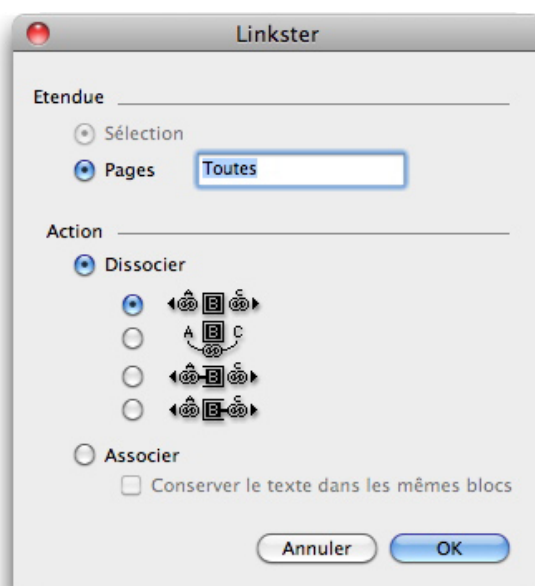 Linkster
Etendue
Sélection
Pages Toutes
Action
Dissocier
A B C
A B C
B
B
Associer
Conserver le texte dans les mêmes blocs
Annuler OK